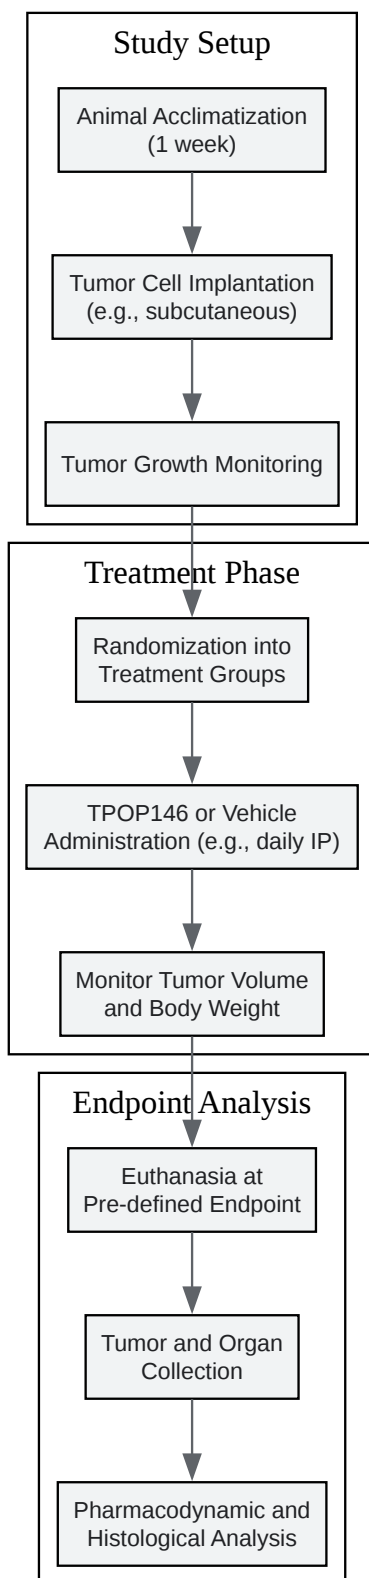 Study Setup
Animal Acclimatization
(1 week)
Tumor Cell Implantation
(e.g., subcutaneous)
Tumor Growth Monitoring
Treatment Phase
Randomization into
Treatment Groups
TPOP146 or Vehicle
Administration (e.g., daily IP)
Monitor Tumor Volume
and Body Weight
Endpoint Analysis
Euthanasia at
Pre-defined Endpoint
Tumor and Organ
Collection
Pharmacodynamic and
Histological Analysis